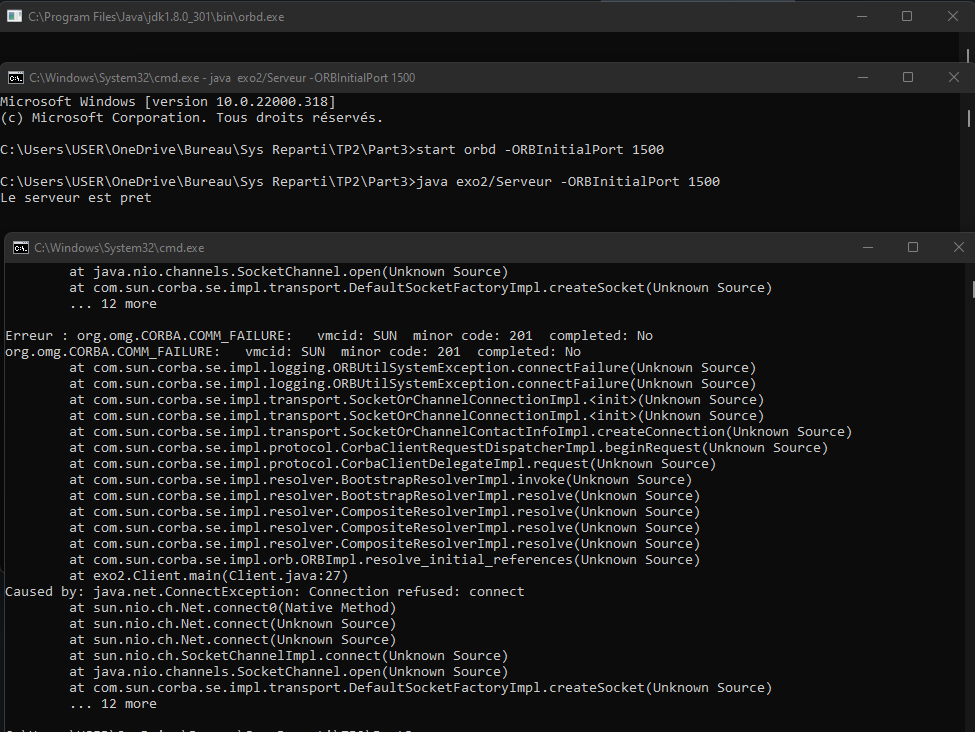 C:\Program Files\Java\jdk1.8.0_301\bin\orbd.exe
C:\Windows\System32\cmd.exe - java  exo2/Serveur -ORBInitialPort 1500
Microsoft Windows [version 10.0.22000.318]
(c) Microsoft Corporation. Tous droits réservés.
C:\Users\USER\OneDrive\Bureau\Sys Reparti\TP2\Part3>start orbd -ORBInitialPort 1500
C:\Users\USER\OneDrive\Bureau\Sys Reparti\TP2\Part3>java exo2/Serveur -ORBInitialPort 1500
Le serveur est pret
C:\Windows\System32\cmd.exe
at java.nio.channels.SocketChannel.open(Unknown Source)
at com.sun.corba.se.impl.transport.DefaultSocketFactoryImpl.createSocket(Unknown Source)
... 12 more
Erreur : org.omg.CORBA.COMM_FAILURE:   vmcid: SUN  minor code: 201  completed: No
org.omg.CORBA.COMM_FAILURE:   vmcid: SUN  minor code: 201  completed: No
at com.sun.corba.se.impl.logging.ORBUtilSystemException.connectFailure(Unknown Source)
at com.sun.corba.se.impl.logging.ORBUtilSystemException.connectFailure(Unknown Source)
at com.sun.corba.se.impl.transport.SocketOrChannelConnectionImpl.<init>(Unknown Source)
at com.sun.corba.se.impl.transport.SocketOrChannelConnectionImpl.<init>(Unknown Source)
at com.sun.corba.se.impl.transport.SocketOrChannelContactInfoImpl.createConnection(Unknown Source)
at com.sun.corba.se.impl.protocol.CorbaClientRequestDispatcherImpl.beginRequest(Unknown Source)
at com.sun.corba.se.impl.protocol.CorbaClientDelegateImpl.request(Unknown Source)
at com.sun.corba.se.impl.resolver.BootstrapResolverImpl.invoke(Unknown Source)
at com.sun.corba.se.impl.resolver.BootstrapResolverImpl.resolve(Unknown Source)
at com.sun.corba.se.impl.resolver.CompositeResolverImpl.resolve(Unknown Source)
at com.sun.corba.se.impl.resolver.CompositeResolverImpl.resolve(Unknown Source)
at com.sun.corba.se.impl.resolver.CompositeResolverImpl.resolve(Unknown Source)
at com.sun.corba.se.impl.orb.ORBImpl.resolve_initial_references(Unknown Source)
at exo2.Client.main(Client.java:27)
Caused by: java.net.ConnectException: Connection refused: connect
at sun.nio.ch.Net.connect0(Native Method)
at sun.nio.ch.Net.connect(Unknown Source)
at sun.nio.ch.Net.connect(Unknown Source)
at sun.nio.ch.SocketChannelImpl.connect(Unknown Source)
at java.nio.channels.SocketChannel.open(Unknown Source)
at com.sun.corba.se.impl.transport.DefaultSocketFactoryImpl.createSocket(Unknown Source)
... 12 more